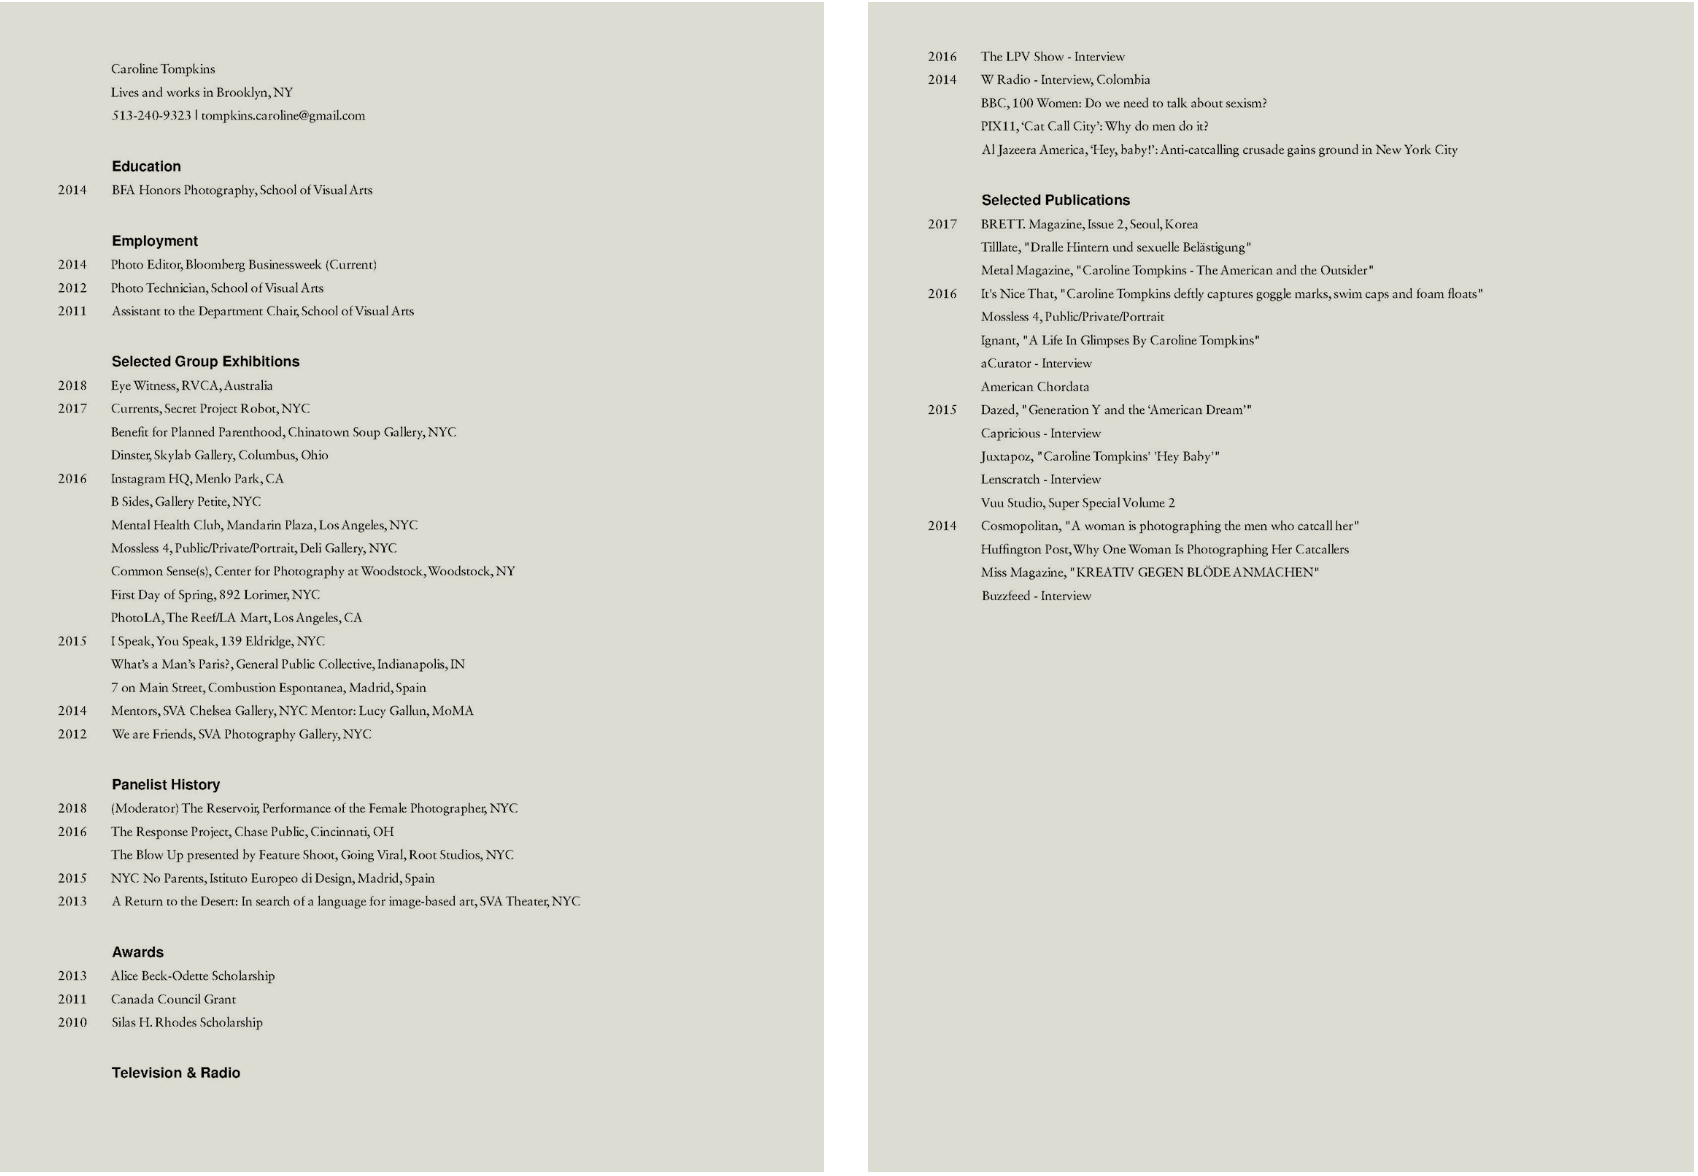 Caroline Tompkins
Lives and works in Brooklyn, NY
513-240-9323 | tompkins.caroline@gmail.com
Education
2014 BFA Honors Photography, School of Visual Arts
Employment
2014 Photo Editor, Bloomberg Businessweek (Current)
2012 Photo Technician, School of Visual Arts
2011 Assistant to the Department Chair, School of Visual Arts
Selected Group Exhibitions
2018 Eye Witness, RVCA, Australia
2017 Currents, Secret Project Robot, NYC
Benefit for Planned Parenthood, Chinatown Soup Gallery, NYC
Dinster, Skylab Gallery, Columbus, Ohio
2016 Instagram HQ, Menlo Park, CA
B Sides, Gallery Petite, NYC
Mental Health Club, Mandarin Plaza, Los Angeles, NYC
Mossless 4, Public/Private/Portrait, Deli Gallery, NYC
Common Sense(s), Center for Photography at Woodstock, Woodstock, NY
First Day of Spring, 892 Lorimer, NYC
PhotoLA, The Reef/LA Mart, Los Angeles, CA
2015 I Speak, You Speak, 139 Eldridge, NYC
What’s a Man’s Paris?, General Public Collective, Indianapolis, IN
7 on Main Street, Combustion Espontanea, Madrid, Spain
2014 Mentors, SVA Chelsea Gallery, NYC Mentor: Lucy Gallun, MoMA
2012 We are Friends, SVA Photography Gallery, NYC
Panelist History
2018 (Moderator) The Reservoir, Performance of the Female Photographer, NYC
2016 The Response Project, Chase Public, Cincinnati, OH
The Blow Up presented by Feature Shoot, Going Viral, Root Studios, NYC
2015 NYC No Parents, Istituto Europeo di Design, Madrid, Spain
2013 A Return to the Desert: In search of a language for image-based art, SVA Theater, NYC
Awards
2013 Alice Beck-Odette Scholarship
2011 Canada Council Grant
2010 Silas H. Rhodes Scholarship
Television & Radio
2016 The LPV Show - Interview
2014 W Radio - Interview, Colombia
BBC, 100 Women: Do we need to talk about sexism?
PIX11, ‘Cat Call City’: Why do men do it?
Al Jazeera America, ‘Hey, baby!’: Anti-catcalling crusade gains ground in New York City
Selected Publications
2017 BRETT. Magazine, Issue 2, Seoul, Korea
Tilllate, "Dralle Hintern und sexuelle Belästigung"
Metal Magazine, "Caroline Tompkins - The American and the Outsider"
2016 It's Nice That, "Caroline Tompkins deftly captures goggle marks, swim caps and foam floats"
Mossless 4, Public/Private/Portrait
Ignant, "A Life In Glimpses By Caroline Tompkins"
aCurator - Interview
American Chordata
2015 Dazed, "Generation Y and the ‘American Dream’"
Capricious - Interview
Juxtapoz, "Caroline Tompkins' 'Hey Baby'"
Lenscratch - Interview
Vuu Studio, Super Special Volume 2
2014 Cosmopolitan, "A woman is photographing the men who catcall her"
Huffington Post, Why One Woman Is Photographing Her Catcallers
Miss Magazine, "KREATIV GEGEN BLÖDE ANMACHEN"
Buzzfeed - Interview